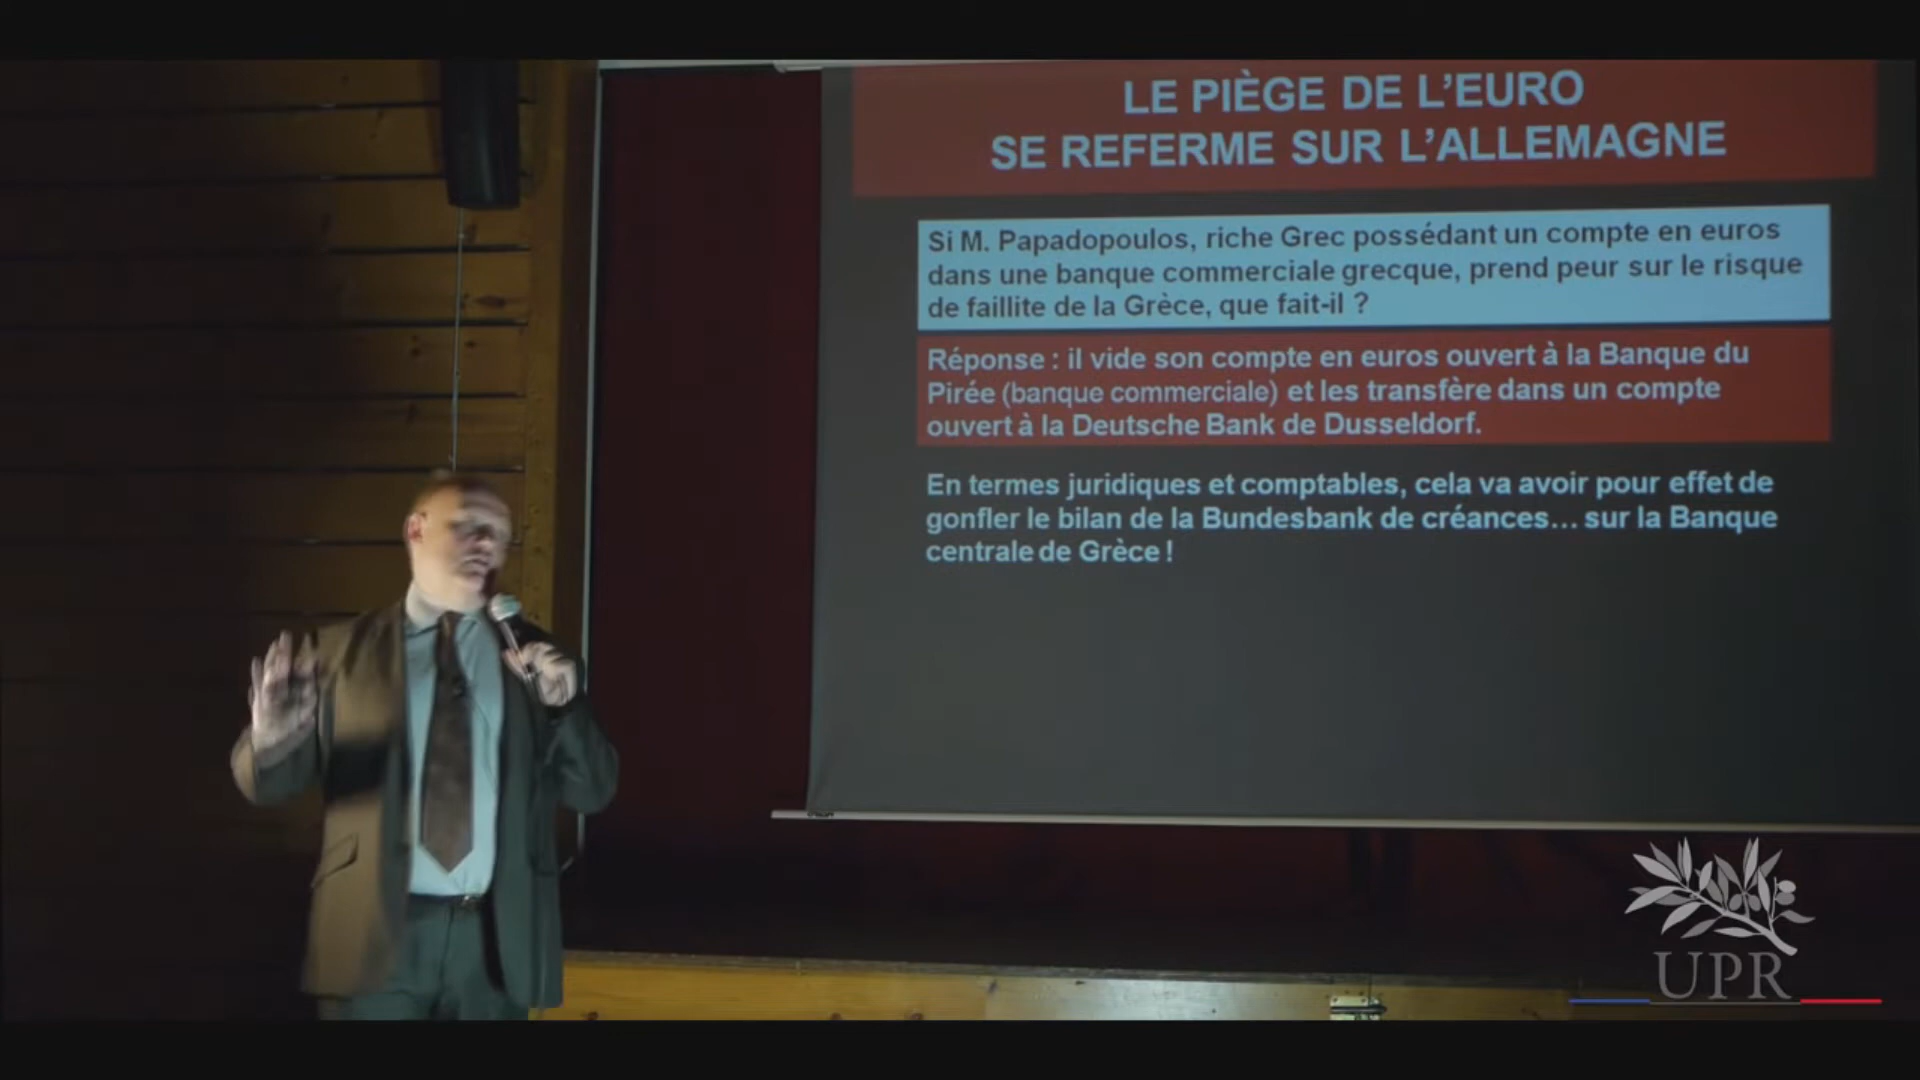 LE PIÈGE DE L'EURO
SE REFERME SUR L'ALLEMAGNE
Si M. Papadopoulos, riche Grec possédant un compte en euros
dans une banque commerciale grecque, prend peur sur le risque
de faillite de la Grèce, que fait-il ?
Réponse : il vide son compte en euros ouvert à la Banque du
Pirée (banque commerciale) et les transfère dans un compte
ouvert à la Deutsche Bank de Dusseldorf.
En termes juridiques et comptables, cela va avoir pour effet de
gonfler le bilan de la Bundesbank de créances… sur la Banque
centrale de Grèce !
UPR